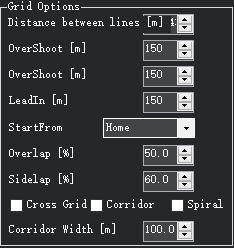 Grid Options
Distance between lines [m]
OverShoot [m] 150
OverShoot [m] 150
LeadIn [m] 150
StartFrom Home
Overlap [%] 50.0
Sidelap [%] 60.0
Cross Grid Corridor Spiral
Corridor Width [m] 100.0